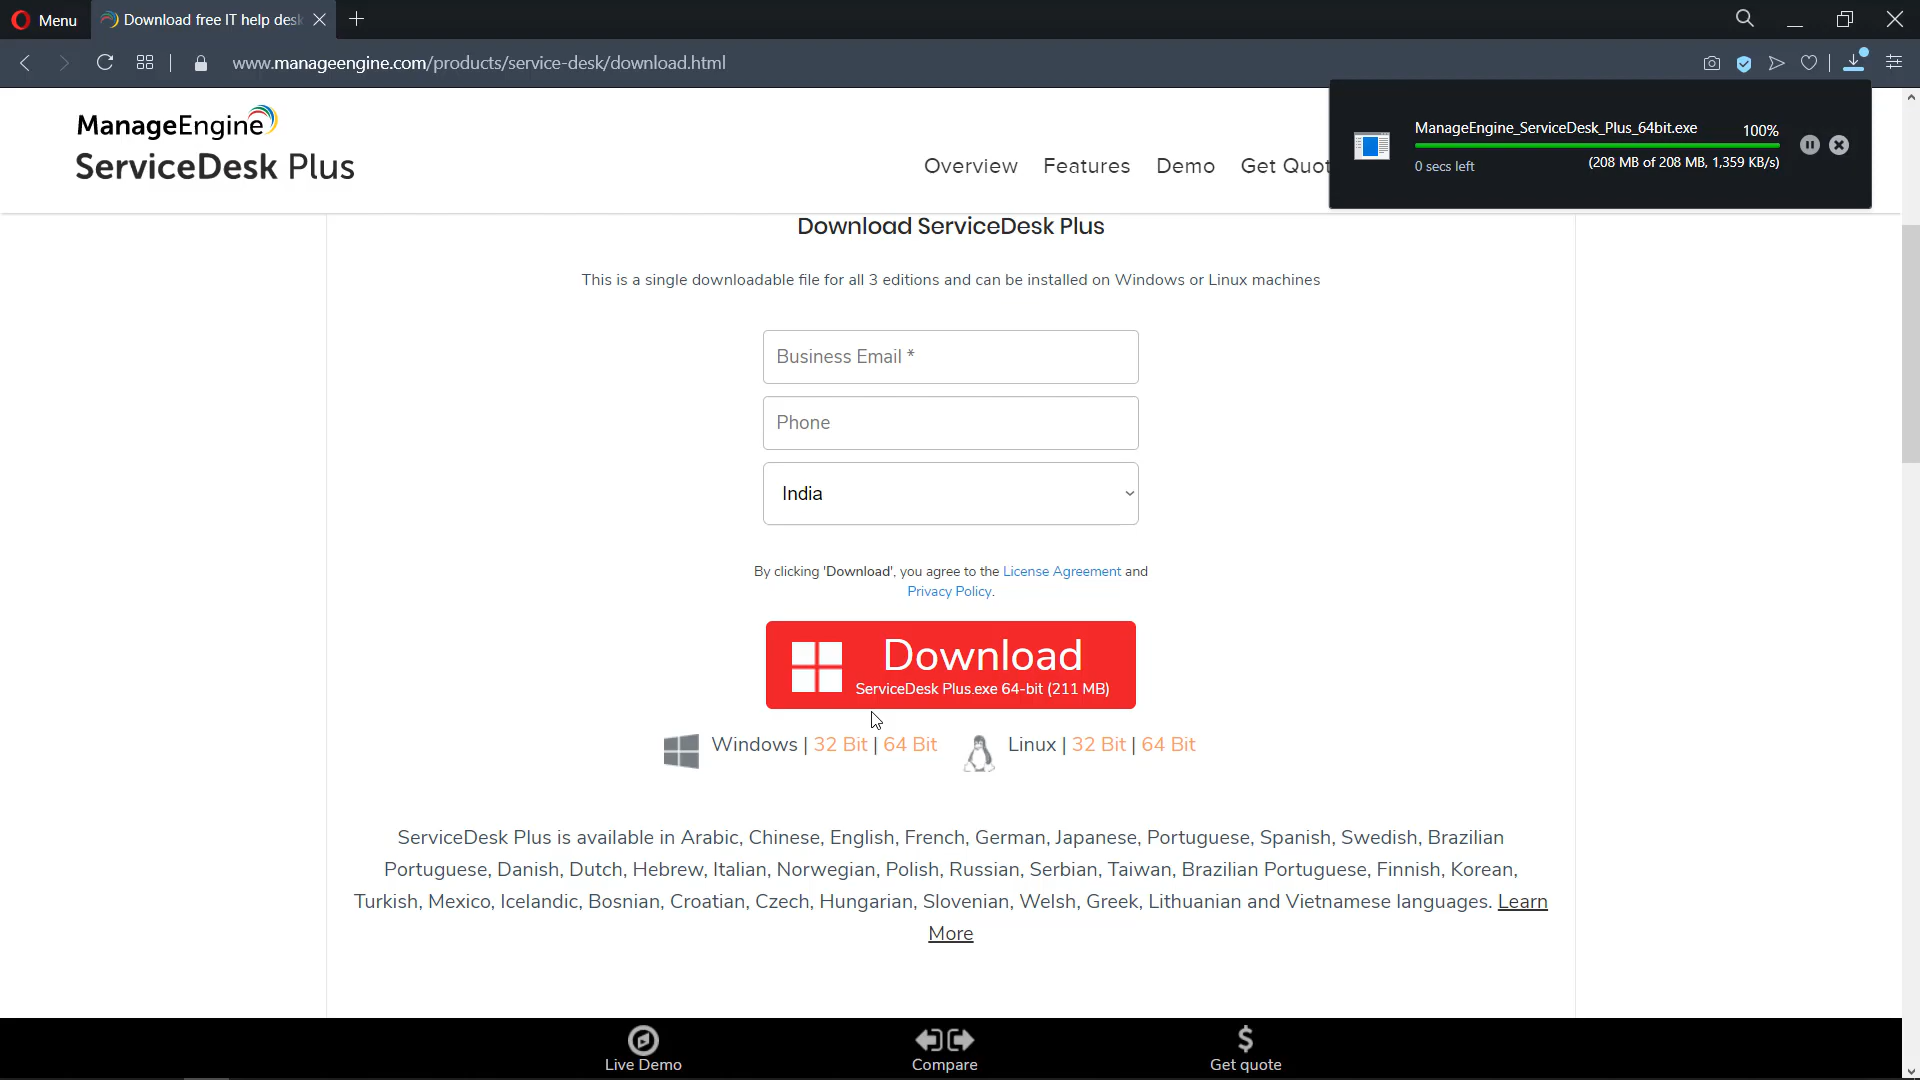 Menu
Download free IT help desk
www.manageengine.com/products/service-desk/download.html
ManageEngine
ServiceDesk Plus
Overview
Features
Demo
Get Quot
ManageEngine_ServiceDesk_Plus_64bit.exe
100%
0 secs left
(208 MB of 208 MB, 1,359 KB/s)
Download ServiceDesk Plus
This is a single downloadable file for all 3 editions and can be installed on Windows or Linux machines
Business Email *
Phone
India
By clicking 'Download', you agree to the License Agreement and
Privacy Policy.
Download
ServiceDesk Plus.exe 64-bit (211 MB)
Windows | 32 Bit | 64 Bit
Linux | 32 Bit | 64 Bit
ServiceDesk Plus is available in Arabic, Chinese, English, French, German, Japanese, Portuguese, Spanish, Swedish, Brazilian
Portuguese, Danish, Dutch, Hebrew, Italian, Norwegian, Polish, Russian, Serbian, Taiwan, Brazilian Portuguese, Finnish, Korean,
Turkish, Mexico, Icelandic, Bosnian, Croatian, Czech, Hungarian, Slovenian, Welsh, Greek, Lithuanian and Vietnamese languages. Learn
More
Live Demo
Compare
Get quote